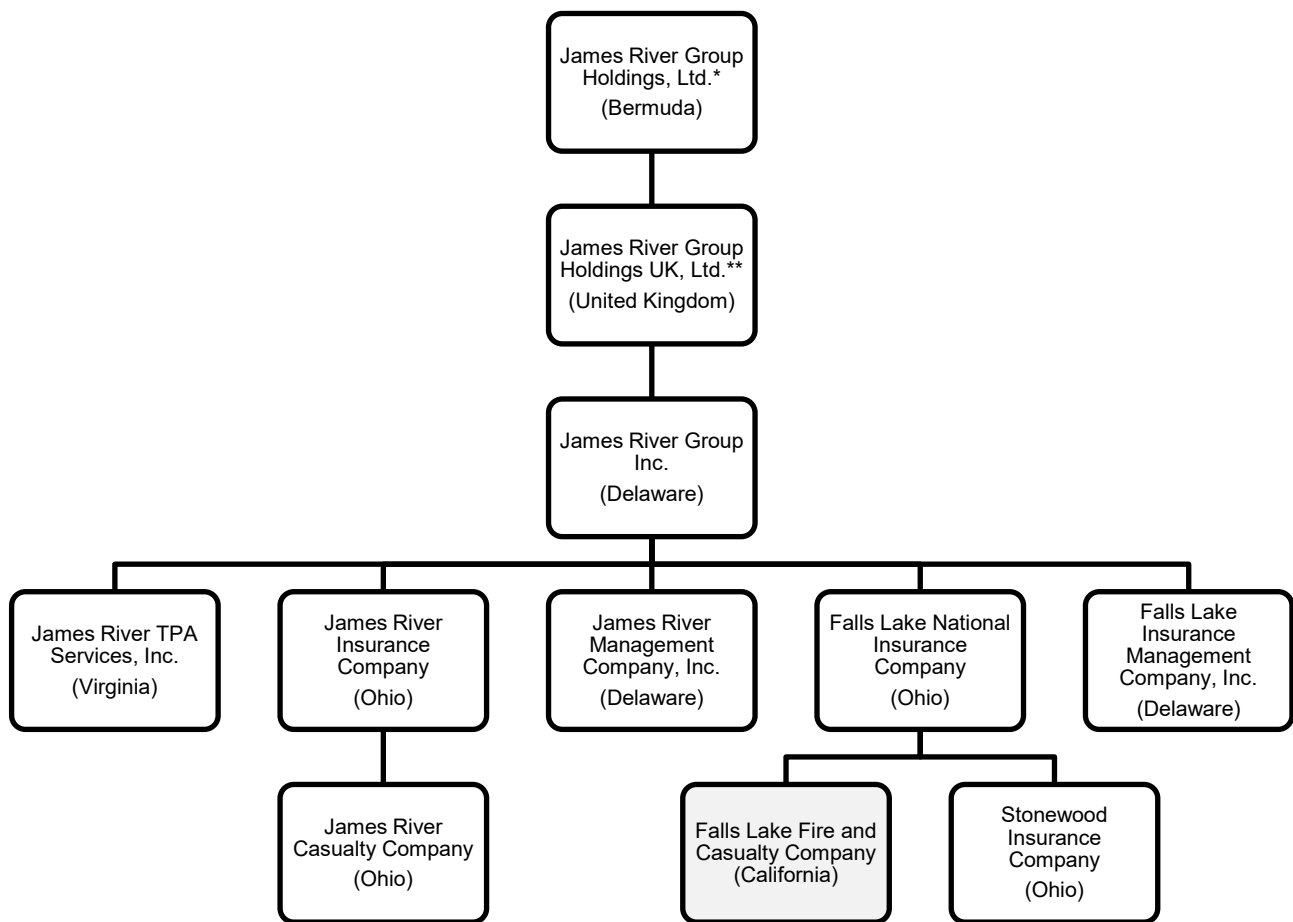 James River Group
Holdings, Ltd.*
(Bermuda)
James River Group
Holdings UK, Ltd.**
(United Kingdom)
James River Group
Inc.
(Delaware)
James River TPA
Services, Inc.
(Virginia)
James River
Insurance
Company
(Ohio)
James River
Management
Company, Inc.
(Delaware)
Falls Lake National
Insurance
Company
(Ohio)
Falls Lake
Insurance
Management
Company, Inc.
(Delaware)
James River
Casualty Company
(Ohio)
Falls Lake Fire and
Casualty Company
(California)
Stonewood
Insurance
Company
(Ohio)